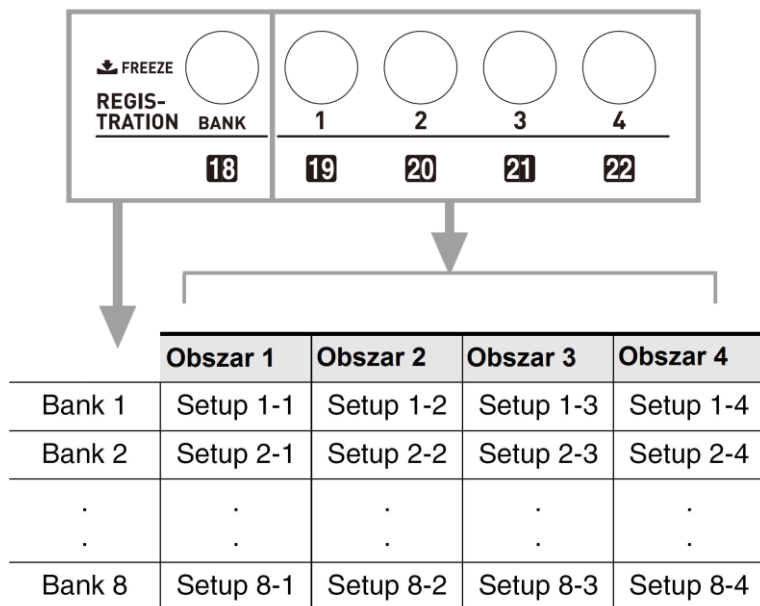 FREEZE
REGIS-
TRATION BANK 1 2 3 4
18 19 20 21 22
Obszar 1 Obszar 2 Obszar 3 Obszar 4
Bank 1 Setup 1-1 Setup 1-2 Setup 1-3 Setup 1-4
Bank 2 Setup 2-1 Setup 2-2 Setup 2-3 Setup 2-4
. . . . .
. . . . .
Bank 8 Setup 8-1 Setup 8-2 Setup 8-3 Setup 8-4